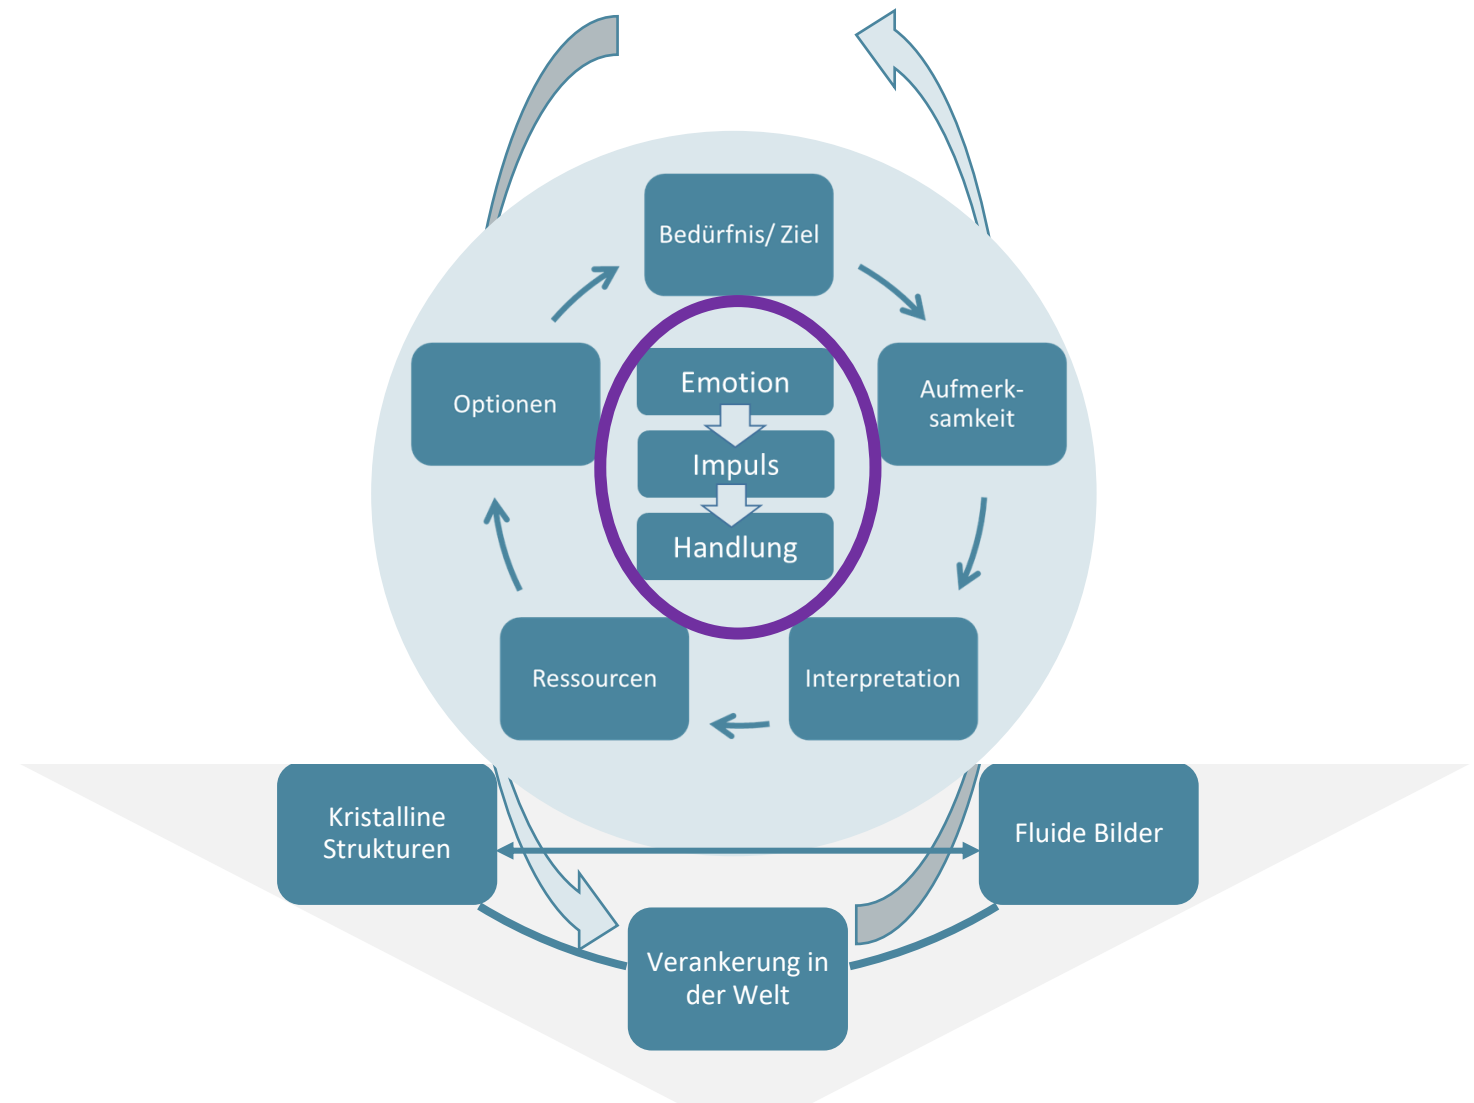 Bedürfnis/ Ziel
Emotion
Aufmerk-
samkeit
Optionen
Impuls
Handlung
Ressourcen
Interpretation
Kristalline
Strukturen
Fluide Bilder
Verankerung in
der Welt